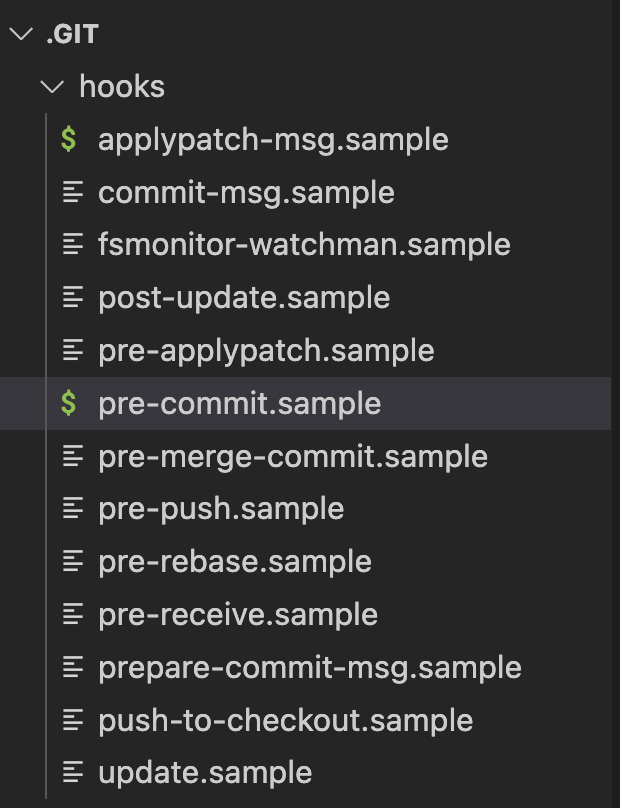 .GIT
hooks
$ applypatch-msg.sample
commit-msg.sample
fsmonitor-watchman.sample
post-update.sample
pre-applypatch.sample
$ pre-commit.sample
pre-merge-commit.sample
pre-push.sample
pre-rebase.sample
pre-receive.sample
prepare-commit-msg.sample
push-to-checkout.sample
update.sample